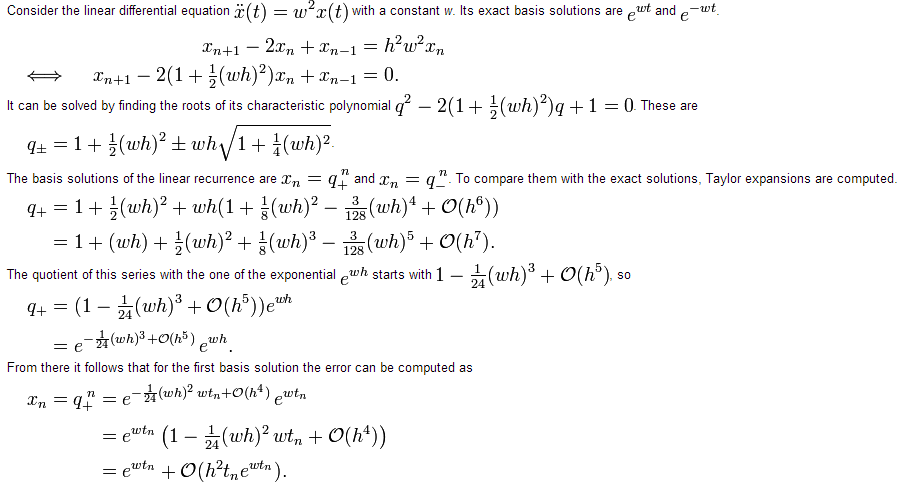 Consider the linear differential equation ẍ(t) = w²x(t) with a constant w. Its exact basis solutions are e^{wt} and e^{−wt}.
x_{n+1} − 2x_n + x_{n−1} = h²w²x_n
⟺ x_{n+1} − 2(1 + ½(wh)²)x_n + x_{n−1} = 0.
It can be solved by finding the roots of its characteristic polynomial q² − 2(1 + ½(wh)²)q + 1 = 0. These are
q_± = 1 + ½(wh)² ± wh√(1 + ¼(wh)²).
The basis solutions of the linear recurrence are x_n = q_+^n and x_n = q_−^n. To compare them with the exact solutions, Taylor expansions are computed.
q_+ = 1 + ½(wh)² + wh(1 + ⅛(wh)² − 3/128(wh)⁴ + 𝒪(h⁶))
= 1 + (wh) + ½(wh)² + ⅛(wh)³ − 3/128(wh)⁵ + 𝒪(h⁷).
The quotient of this series with the one of the exponential e^{wh} starts with 1 − 1/24(wh)³ + 𝒪(h⁵), so
q_+ = (1 − 1/24(wh)³ + 𝒪(h⁵))e^{wh}
= e^{−1/24(wh)³+𝒪(h⁵)} e^{wh}.
From there it follows that for the first basis solution the error can be computed as
x_n = q_+^n = e^{−1/24(wh)² wt_n+𝒪(h⁴)} e^{wt_n}
= e^{wt_n} (1 − 1/24(wh)² wt_n + 𝒪(h⁴))
= e^{wt_n} + 𝒪(h²t_n e^{wt_n}).